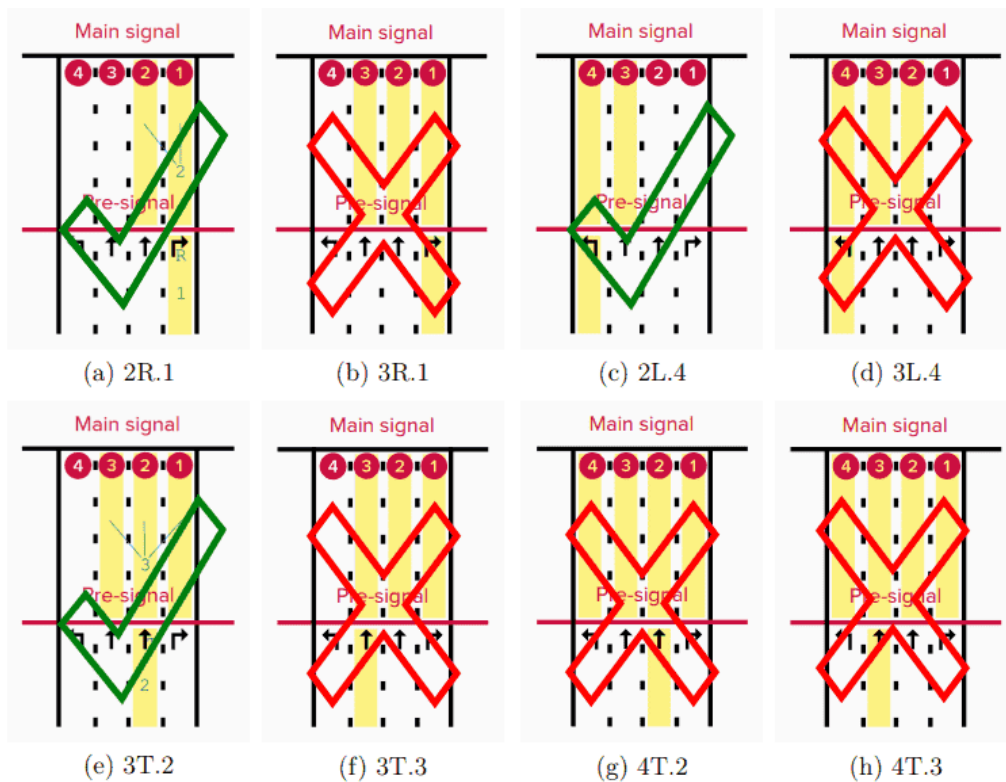 Main signal
Main signal
Main signal
Main signal
4 3 2 1
4 3 2 1
4 3 2 1
4 3 2 1
2
Pre-signal
Pre-signal
Pre-signal
Pre-signal
R
1
(a) 2R.1
(b) 3R.1
(c) 2L.4
(d) 3L.4
Main signal
Main signal
Main signal
Main signal
4 3 2 1
4 3 2 1
4 3 2 1
4 3 2 1
3
Pre-signal
Pre-signal
Pre-signal
Pre-signal
2
(e) 3T.2
(f) 3T.3
(g) 4T.2
(h) 4T.3